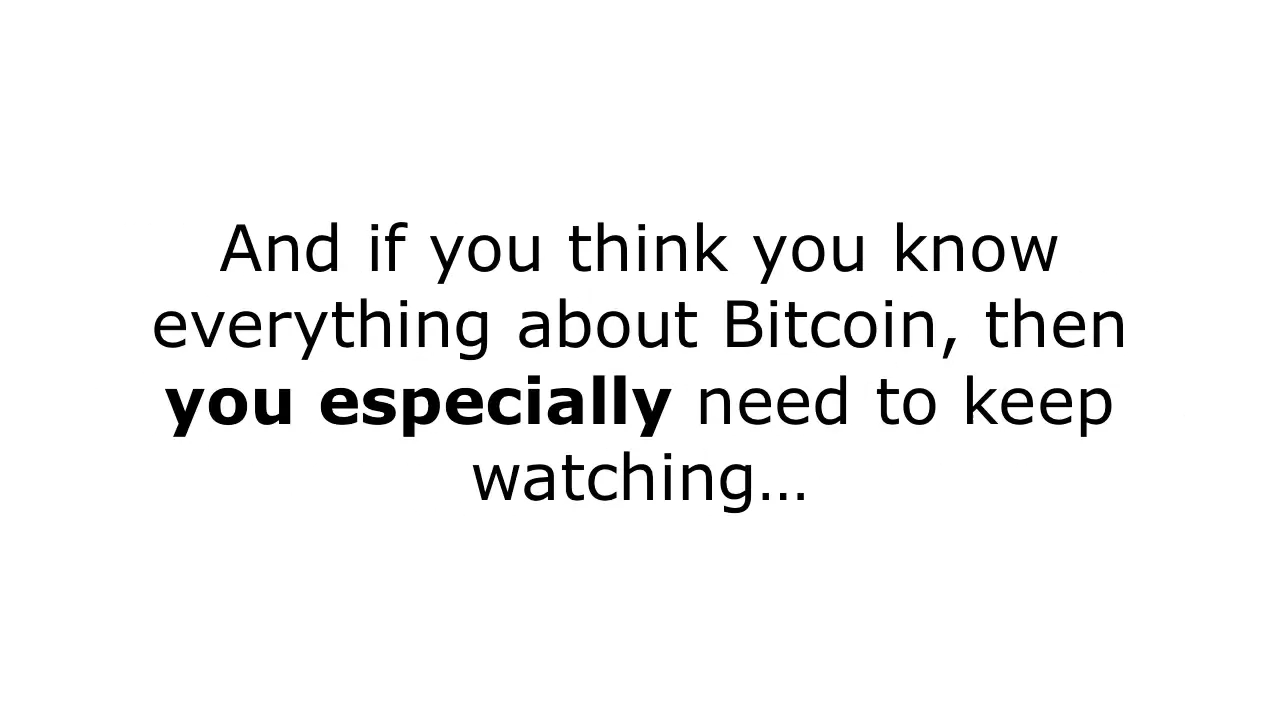 And if you think you know
everything about Bitcoin, then
you especially need to keep
watching…